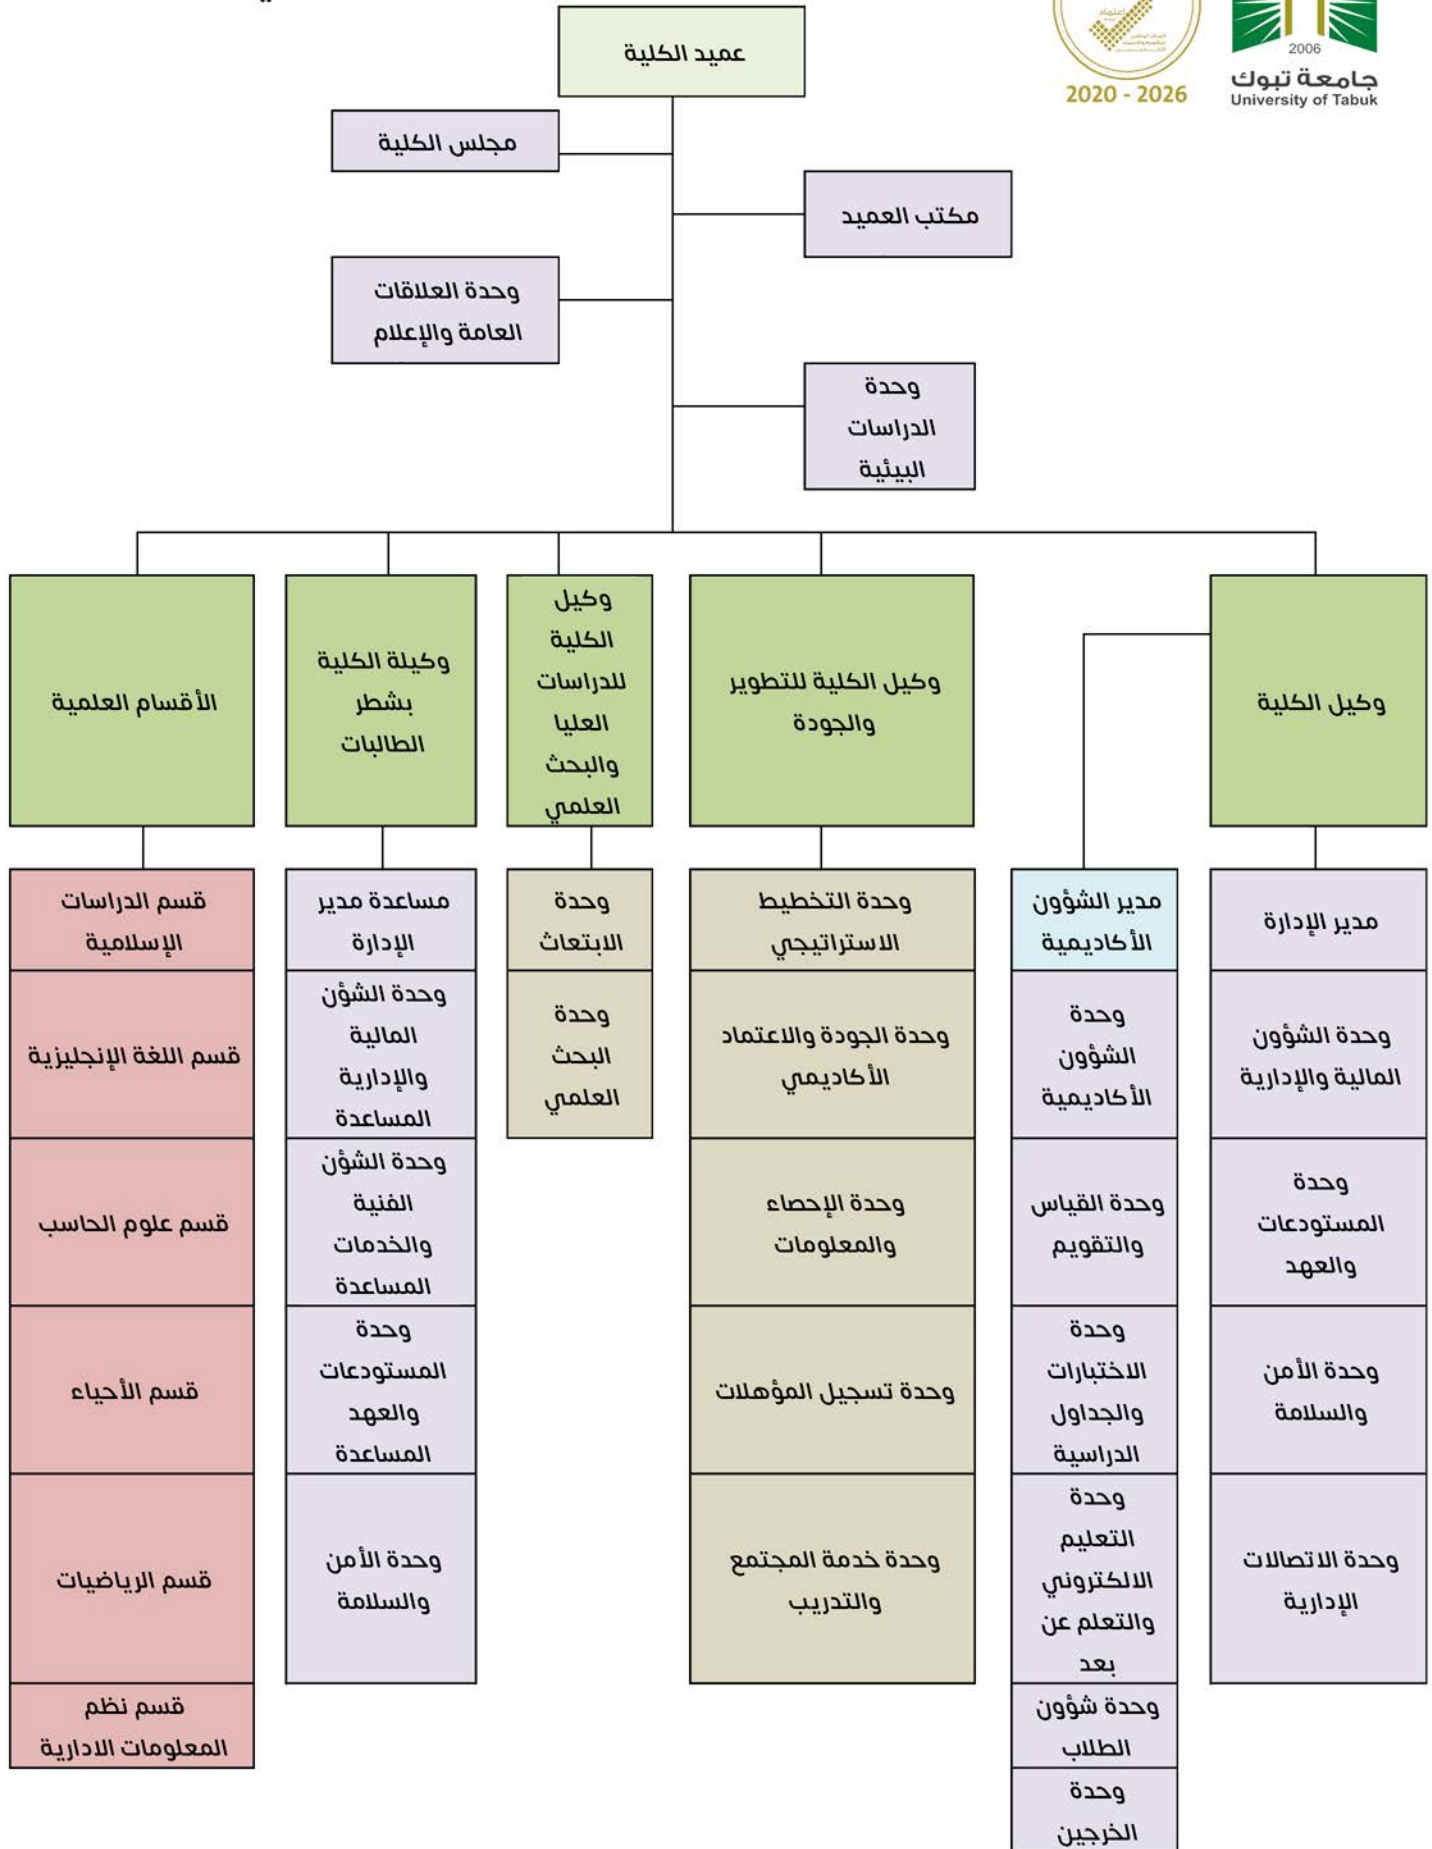 اعتماد
2020 - 2026
2006
جامعة تبوك
University of Tabuk
عميد الكلية
مجلس الكلية
مكتب العميد
وحدة العلاقات
العامة والإعلام
وحدة
الدراسات
البيئية
وكيل الكلية
وكيل الكلية للتطوير
والجودة
وكيل
الكلية
للدراسات
العليا
والبحث
العلمي
وكيلة الكلية
بشطر
الطالبات
الأقسام العلمية
مدير الإدارة
وحدة الشؤون
المالية والإدارية
وحدة
المستودعات
والعهد
وحدة الأمن
والسلامة
وحدة الاتصالات
الإدارية
مدير الشؤون
الأكاديمية
وحدة
الشؤون
الأكاديمية
وحدة القياس
والتقويم
وحدة
الاختبارات
والجداول
الدراسية
وحدة
التعليم
الالكتروني
والتعلم عن
بعد
وحدة شؤون
الطلاب
وحدة
الخرجين
وحدة التخطيط
الاستراتيجي
وحدة الجودة والاعتماد
الأكاديمي
وحدة الإحصاء
والمعلومات
وحدة تسجيل المؤهلات
وحدة خدمة المجتمع
والتدريب
وحدة
الابتعاث
وحدة
البحث
العلمي
مساعدة مدير
الإدارة
وحدة الشؤن
المالية
والإدارية
المساعدة
وحدة الشؤن
الفنية
والخدمات
المساعدة
وحدة
المستودعات
والعهد
المساعدة
وحدة الأمن
والسلامة
قسم الدراسات
الإسلامية
قسم اللغة الإنجليزية
قسم علوم الحاسب
قسم الأحياء
قسم الرياضيات
قسم نظم
المعلومات الادارية